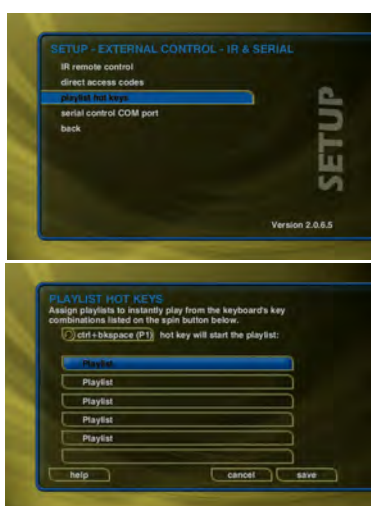 SETUP - EXTERNAL CONTROL - IR & SERIAL
IR remote control
direct access codes
playlist hot keys
serial control COM port
back
SETUP
Version 2.0.6.5
PLAYLIST HOT KEYS
Assign playlists to instantly play from the keyboard's key
combinations listed on the spin button below.
ctrl+bkspace (P1) hot key will start the playlist:
Playlist
Playlist
Playlist
Playlist
Playlist
help cancel save